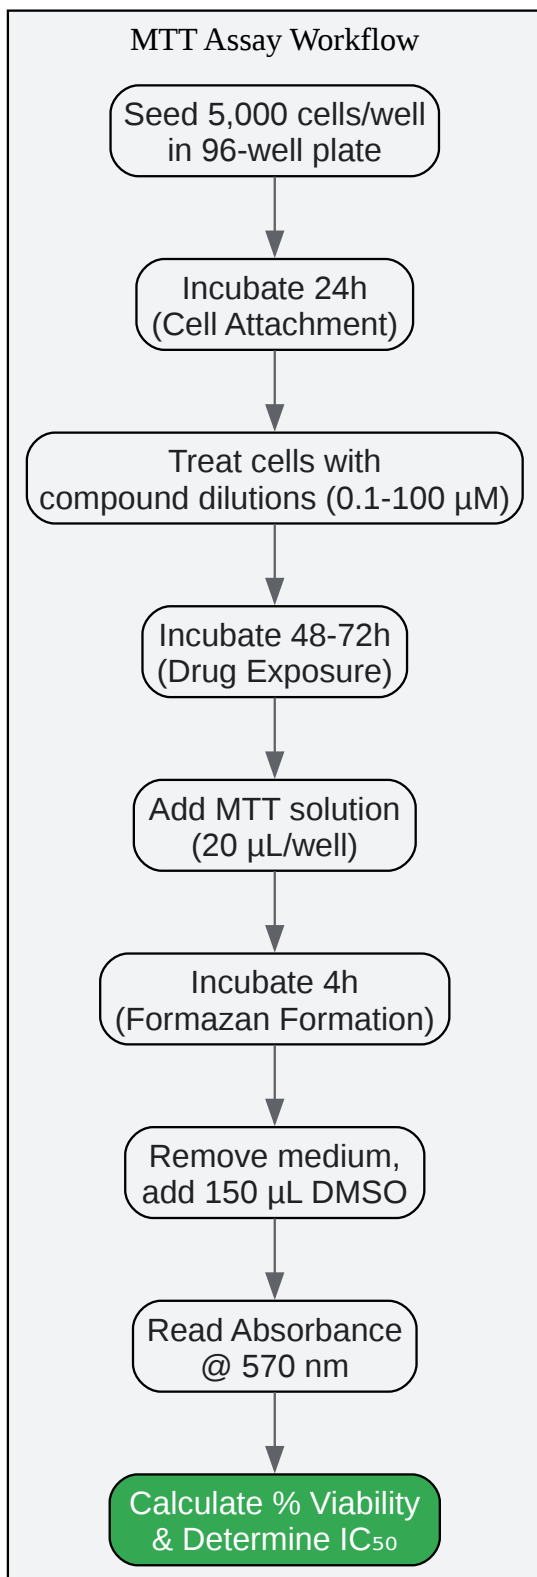 MTT Assay Workflow
Seed 5,000 cells/well
in 96-well plate
Incubate 24h
(Cell Attachment)
Treat cells with
compound dilutions (0.1-100 µM)
Incubate 48-72h
(Drug Exposure)
Add MTT solution
(20 µL/well)
Incubate 4h
(Formazan Formation)
Remove medium,
add 150 µL DMSO
Read Absorbance
@ 570 nm
Calculate % Viability
& Determine IC₅₀